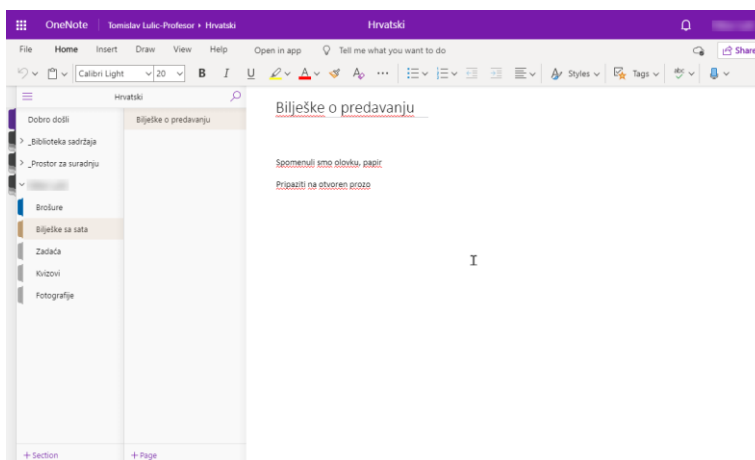 OneNote
Tomislav Lulic-Profesor › Hrvatski
Hrvatski
File Home Insert Draw View Help Open in app Tell me what you want to do Share
Calibri Light 20 B I U A A Styles Tags abc
Hrvatski
Dobro došli
_Biblioteka sadržaja
_Prostor za suradnju
Brošure
Bilješke sa sata
Zadaća
Kvizovi
Fotografije
+ Section
Bilješke o predavanju
+ Page
Bilješke o predavanju
Spomenuli smo olovku, papir
Pripaziti na otvoren prozo